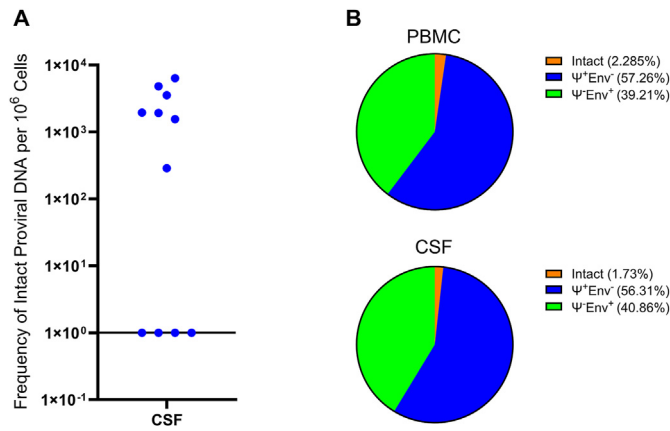 A
Frequency of Intact Proviral DNA per 10⁶ Cells
1×10⁴
1×10³
1×10²
1×10¹
1×10⁰
1×10⁻¹
CSF
B
PBMC
Intact (2.285%)
Ψ⁺Env⁻ (57.26%)
Ψ⁻Env⁺ (39.21%)
CSF
Intact (1.73%)
Ψ⁺Env⁻ (56.31%)
Ψ⁻Env⁺ (40.86%)